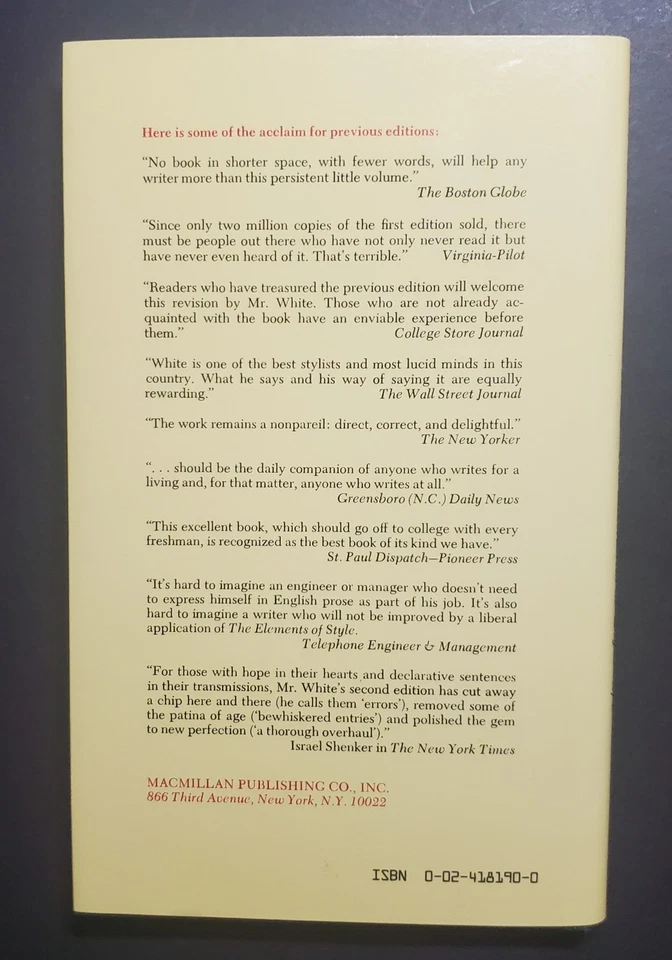 Here is some of the acclaim for previous editions:
“No book in shorter space, with fewer words, will help any
writer more than this persistent little volume.”
The Boston Globe
“Since only two million copies of the first edition sold, there
must be people out there who have not only never read it but
have never even heard of it. That's terrible.” Virginia-Pilot
“Readers who have treasured the previous edition will welcome
this revision by Mr. White. Those who are not already ac-
quainted with the book have an enviable experience before
them.” College Store Journal
“White is one of the best stylists and most lucid minds in this
country. What he says and his way of saying it are equally
rewarding.” The Wall Street Journal
“The work remains a nonpareil: direct, correct, and delightful.”
The New Yorker
“. . . should be the daily companion of anyone who writes for a
living and, for that matter, anyone who writes at all.”
Greensboro (N.C.) Daily News
“This excellent book, which should go off to college with every
freshman, is recognized as the best book of its kind we have.”
St. Paul Dispatch—Pioneer Press
“It's hard to imagine an engineer or manager who doesn't need
to express himself in English prose as part of his job. It's also
hard to imagine a writer who will not be improved by a liberal
application of The Elements of Style.
Telephone Engineer & Management
“For those with hope in their hearts and declarative sentences
in their transmissions, Mr. White's second edition has cut away
a chip here and there (he calls them ‘errors’), removed some of
the patina of age (‘bewhiskered entries’) and polished the gem
to new perfection (‘a thorough overhaul’).”
Israel Shenker in The New York Times
MACMILLAN PUBLISHING CO., INC.
866 Third Avenue, New York, N.Y. 10022
ISBN 0-02-418190-0